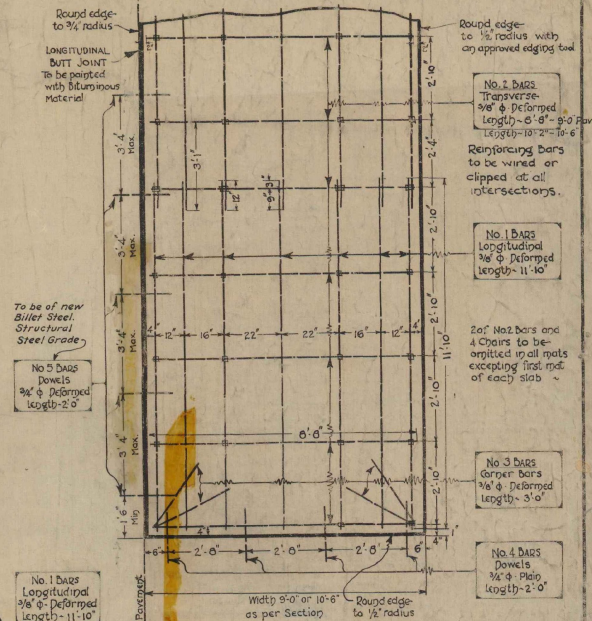 Round edge-
to 3/4" radius
LONGITUDINAL
BUTT JOINT
To be painted
with Bituminous
Material
Round edge-
to 1/2" radius with
an approved edging tool
No. 2 BARS
Transverse-
3/8" φ Deformed
Length-8'-8"-9'-0 Pav
Length-10'-2"-10'-6"
Reinforcing Bars
to be wired or
clipped at all
intersections.
No. 1 BARS
Longitudinal
3/8" φ Deformed
Length-11'-10"
2 of No.2 Bars and
4 Chairs to be
omitted in all mats
excepting first mat
of each slab
No. 3 BARS
Corner Bars
3/8" φ Deformed
Length- 3'-0"
No. 4 BARS
Dowels
3/4" φ Plain
Length-2'-0"
To be of new
Billet Steel.
Structural
Steel Grade
No 5 BARS
Dowels
3/4" φ Deformed
Length-2'-0"
3'-4"
Max.
3'-4"
Max.
3'-4"
Max.
3'-4"
Max.
1'-6"
Min
2'-10"
2'-4"
2'-10"
2'-10"
2'-10"
2'-10"
11'-10"
3'-1"
12"
9"
3"
4"
12"
16"
22"
22"
16"
12"
4"
8'-8"
4"
1"
6"
2'-8"
2'-8"
2'-8"
6"
Width 9'-0" or 10'-6"
as per Section
Round edge-
to 1/2" radius
Pavement
No. 1 BARS
Longitudinal
3/8" φ Deformed
Length-11'-10"